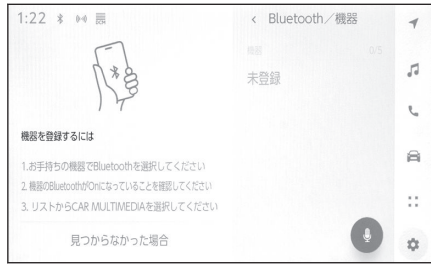 1:22
< Bluetooth／機器
機器 0/5
未登録
機器を登録するには
1.お手持ちの機器でBluetoothを選択してください
2. 機器のBluetoothがOnになっていることを確認してください
3. リストからCAR MULTIMEDIAを選択してください
見つからなかった場合